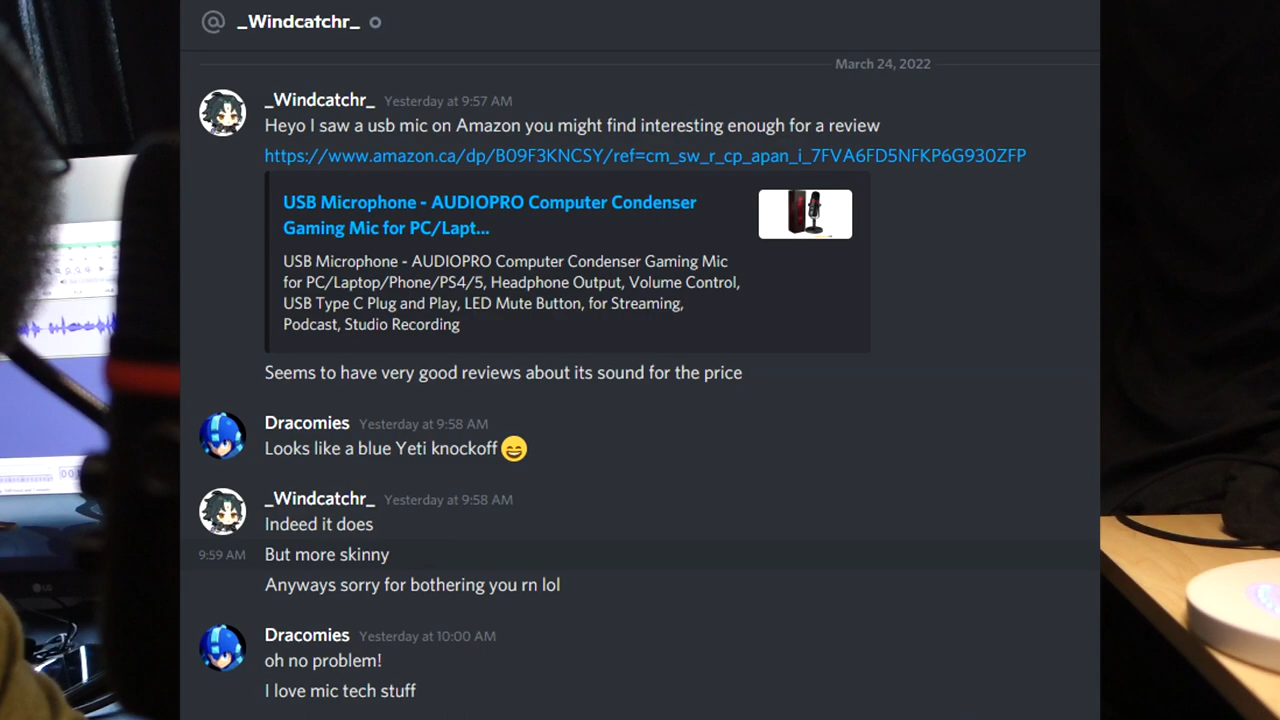 @ _Windcatchr_
March 24, 2022
_Windcatchr_ Yesterday at 9:57 AM
Heyo I saw a usb mic on Amazon you might find interesting enough for a review
https://www.amazon.ca/dp/B09F3KNCSY/ref=cm_sw_r_cp_apan_i_7FVA6FD5NFKP6G930ZFP
USB Microphone - AUDIOPRO Computer Condenser
Gaming Mic for PC/Lapt...
USB Microphone - AUDIOPRO Computer Condenser Gaming Mic
for PC/Laptop/Phone/PS4/5, Headphone Output, Volume Control,
USB Type C Plug and Play, LED Mute Button, for Streaming,
Podcast, Studio Recording
Seems to have very good reviews about its sound for the price
Dracomies Yesterday at 9:58 AM
Looks like a blue Yeti knockoff 😄
_Windcatchr_ Yesterday at 9:58 AM
Indeed it does
9:59 AM But more skinny
Anyways sorry for bothering you rn lol
Dracomies Yesterday at 10:00 AM
oh no problem!
I love mic tech stuff
LG